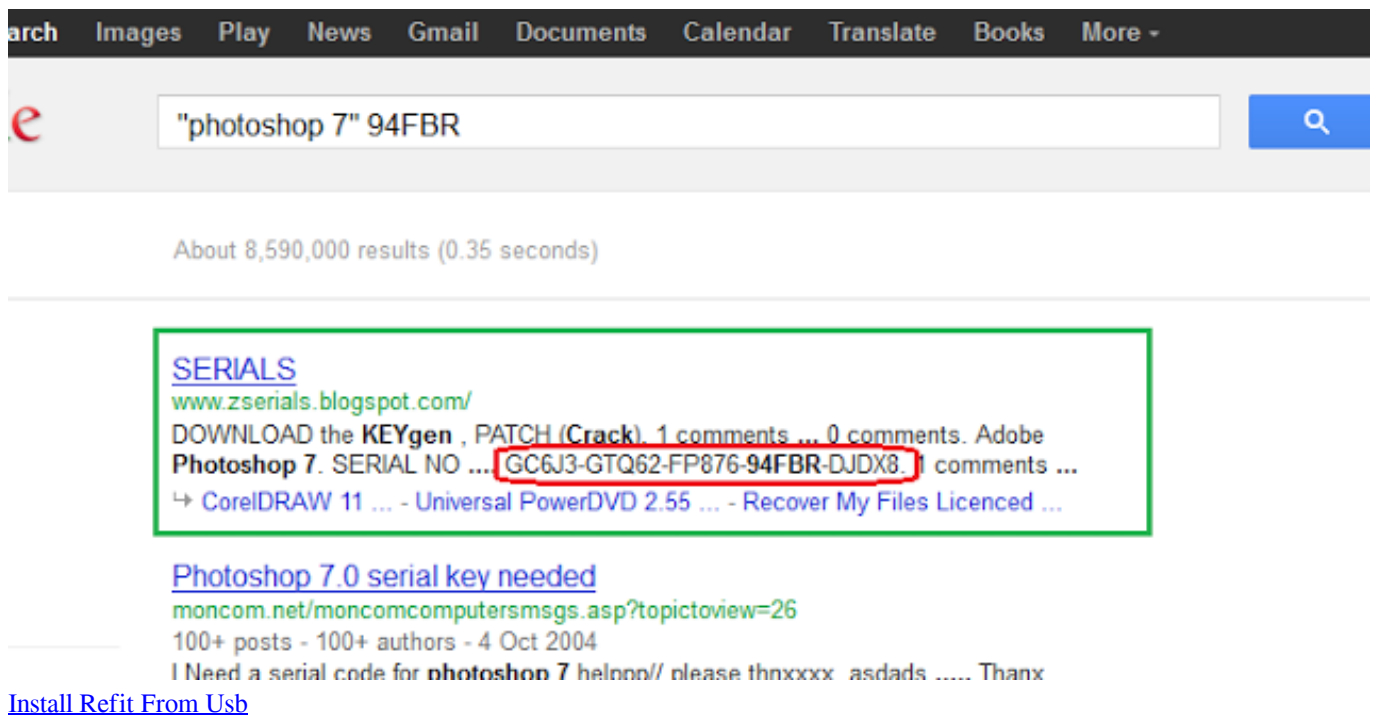 arch Images Play News Gmail Documents Calendar Translate Books More
e
"photoshop 7" 94FBR
About 8,590,000 results (0.35 seconds)
SERIALS
www.zserials.blogspot.com/
DOWNLOAD the KEYgen , PATCH (Crack). 1 comments ... 0 comments. Adobe
Photoshop 7. SERIAL NO .... GC6J3-GTQ62-FP876-94FBR-DJDX8. 1 comments ...
↳ CorelDRAW 11 ... - Universal PowerDVD 2.55 ... - Recover My Files Licenced ...
Photoshop 7.0 serial key needed
moncom.net/moncomcomputersmsgs.asp?topictoview=26
100+ posts - 100+ authors - 4 Oct 2004
I Need a serial code for photoshop 7 helppp// please thnxxxx asdads ..... Thanx
Install Refit From Usb